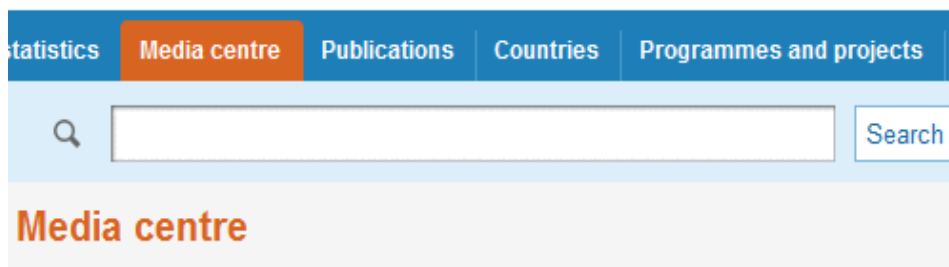 statistics Media centre Publications Countries Programmes and projects
Search
Media centre